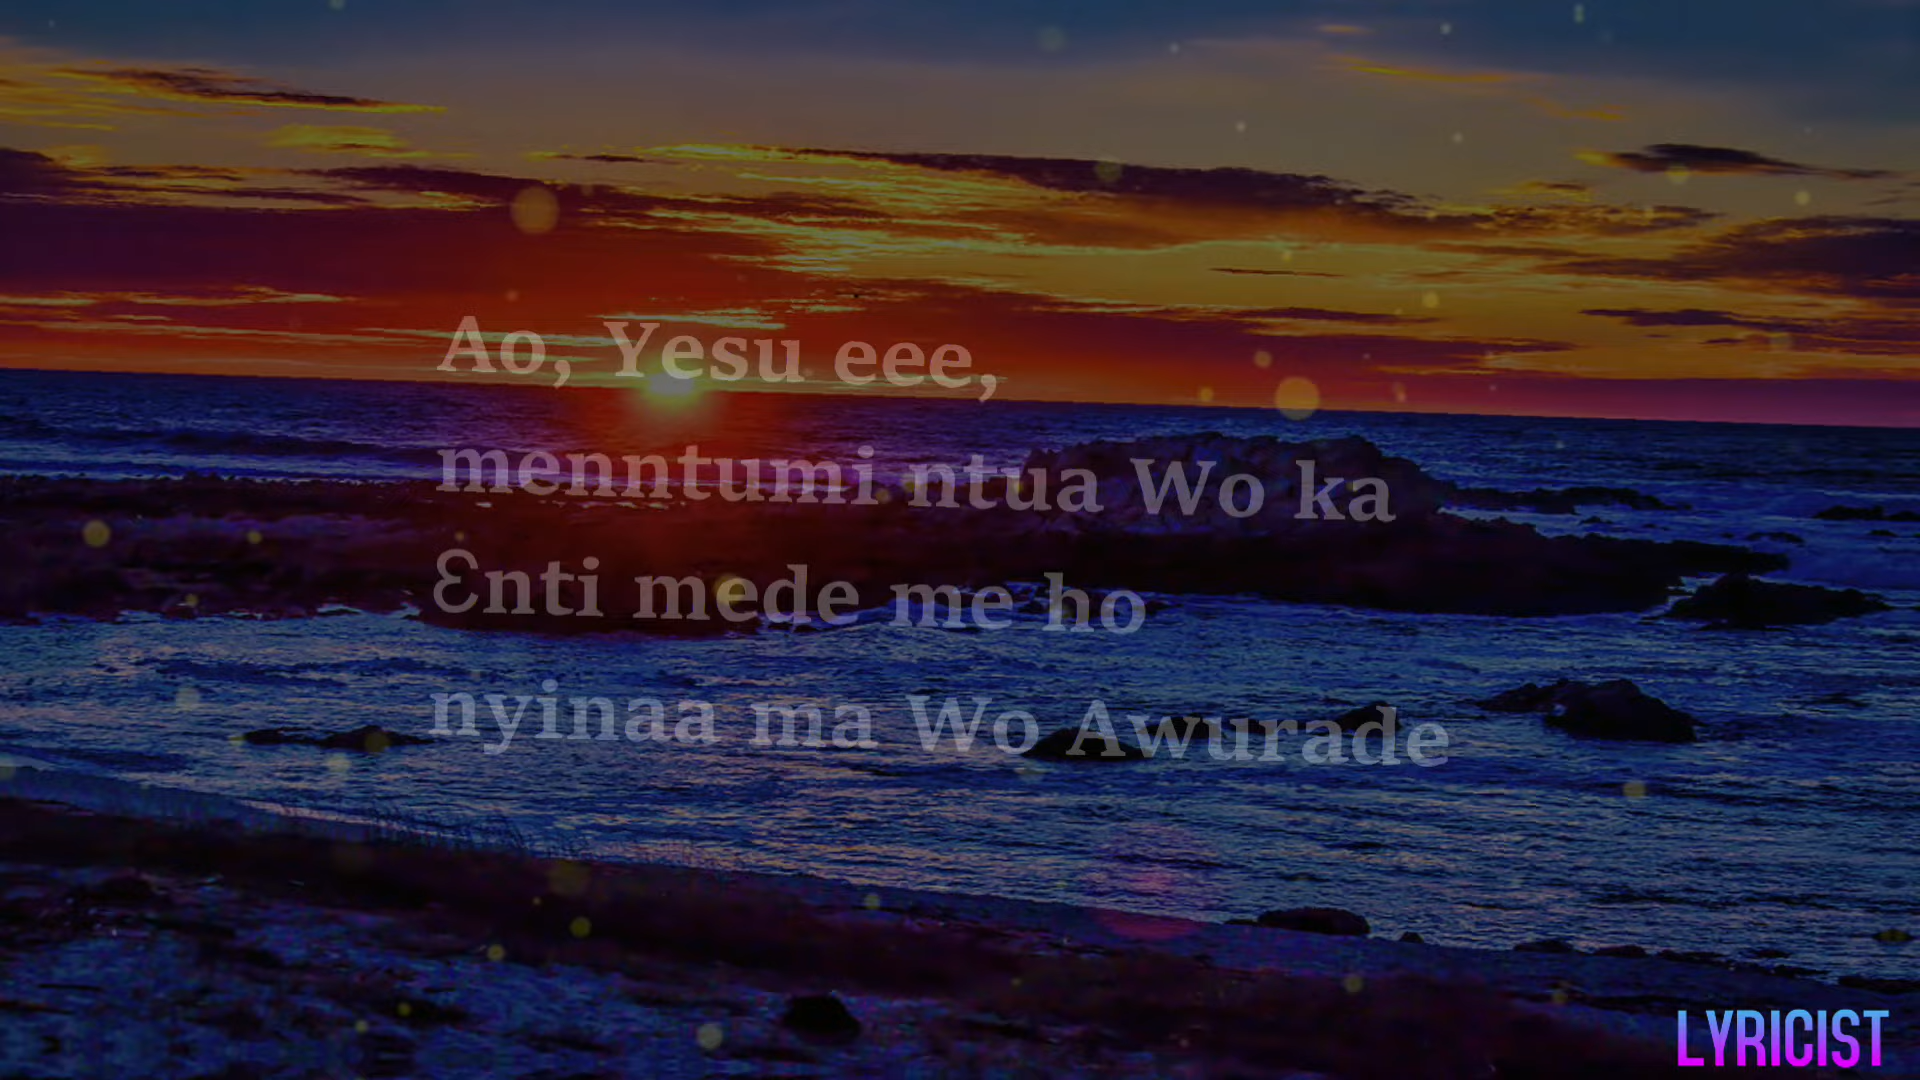 Ao, Yesu eee,
menntumi ntua Wo ka
Ɛnti mede me ho
nyinaa ma Wo Awurade
LYRICIST